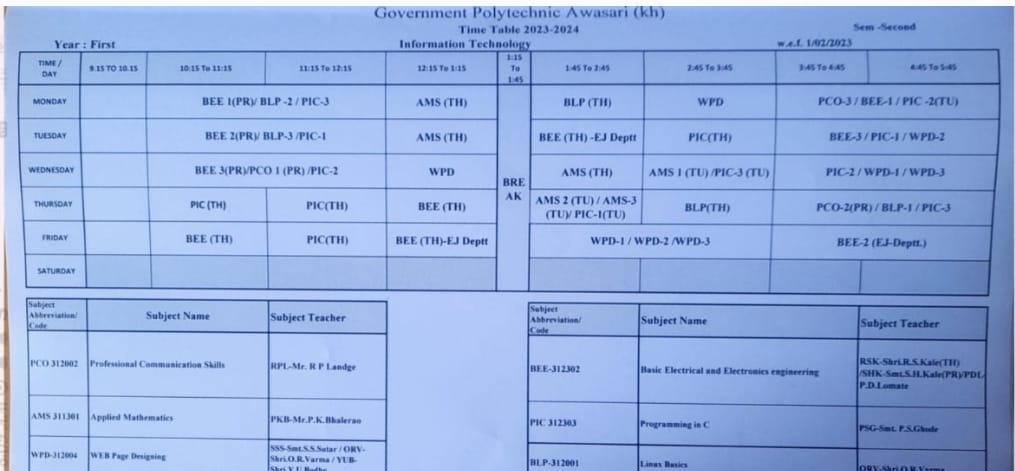 Government Polytechnic Awasari (kh)
Time Table 2023-2024
Sem -Second
Year : First
Information Technology
w.e.f. 1/02/2023
TIME / DAY 9.15 TO 10.15 10:15 To 11:15 11:15 To 12:15 12:15 To 1:15 1:15 To 1:45 1:45 To 2:45 2:45 To 3:45 3:45 To 4:45 4:45 To 5:45
MONDAY BEE 1(PR)/ BLP -2 / PIC-3 AMS (TH) BLP (TH) WPD PCO-3 / BEE-1 / PIC -2(TU)
TUESDAY BEE 2(PR)/ BLP-3 /PIC-1 AMS (TH) BEE (TH) -EJ Deptt PIC(TH) BEE-3 / PIC-1 / WPD-2
WEDNESDAY BEE 3(PR)/PCO 1 (PR) /PIC-2 WPD AMS (TH) AMS 1 (TU) /PIC-3 (TU) PIC-2 / WPD-1 / WPD-3
BRE
AK
THURSDAY PIC (TH) PIC(TH) BEE (TH) AMS 2 (TU) / AMS-3 (TU)/ PIC-1(TU) BLP(TH) PCO-2(PR) / BLP-1 / PIC-3
FRIDAY BEE (TH) PIC(TH) BEE (TH)-EJ Deptt WPD-1 / WPD-2 /WPD-3 BEE-2 (EJ-Deptt.)
SATURDAY
Subject Abbreviation/ Code Subject Name Subject Teacher
PCO 312002 Professional Communication Skills RPL-Mr. R P Landge
AMS 311301 Applied Mathematics PKB-Mr.P.K.Bhalerao
WPD-312004 WEB Page Designing SSS-Smt.S.S.Sutar / ORV-
Shri.O.R.Varma / YUB-
Subject Abbreviation/ Code Subject Name Subject Teacher
BEE-312302 Basic Electrical and Electronics engineering RSK-Shri.R.S.Kale(TH)
/SHK-Smt.S.H.Kale(PR)/PDL-
P.D.Lomate
PIC 312303 Programming in C PSG-Smt. P.S.Ghude
BLP-312001 Linux Basics ORV-Shri.O.R.Varma